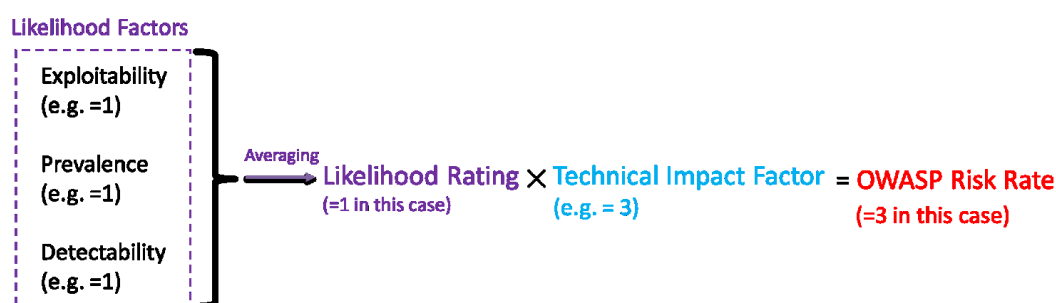 Likelihood Factors
Exploitability
(e.g. =1)
Prevalence
(e.g. =1)
Detectability
(e.g. =1)
Averaging
Likelihood Rating × Technical Impact Factor = OWASP Risk Rate
(=1 in this case) (e.g. = 3) (=3 in this case)